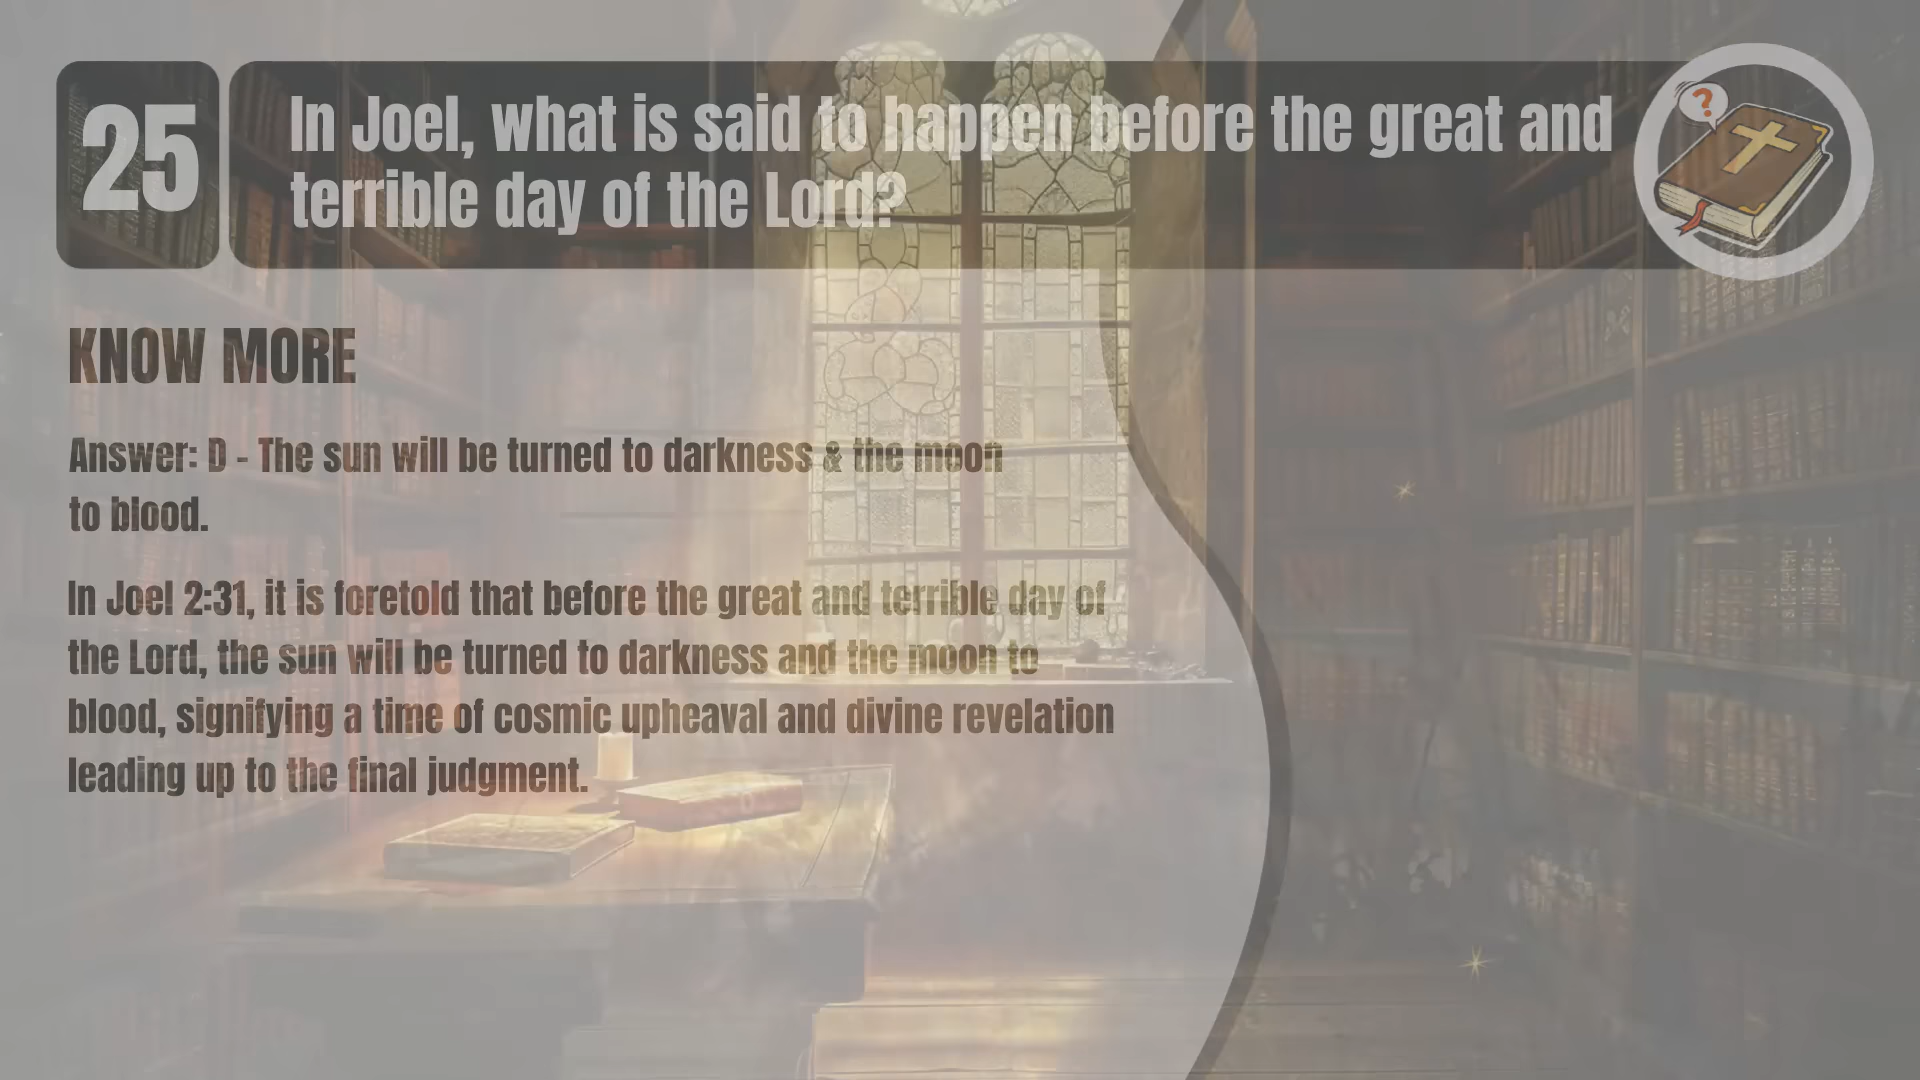 25
In Joel, what is said to happen before the great and
terrible day of the Lord?
?
KNOW MORE
Answer: D - The sun will be turned to darkness & the moon
to blood.
In Joel 2:31, it is foretold that before the great and terrible day of
the Lord, the sun will be turned to darkness and the moon to
blood, signifying a time of cosmic upheaval and divine revelation
leading up to the final judgment.